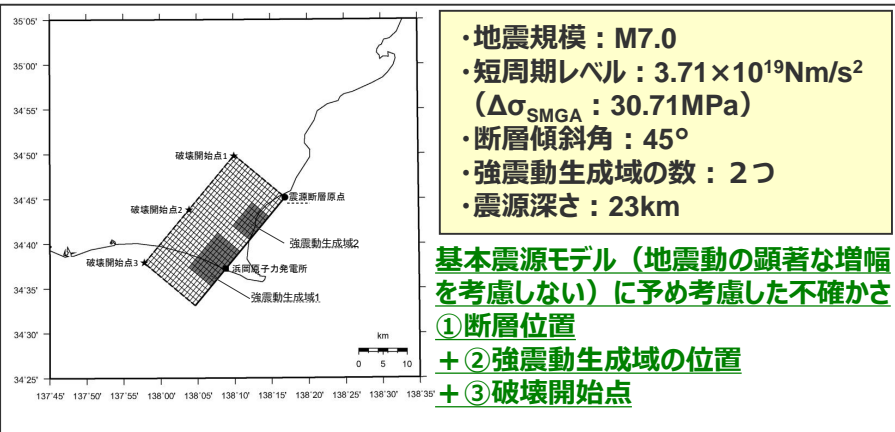 35˚05'
35˚00'
34˚55'
34˚50'
34˚45'
34˚40'
34˚35'
34˚30'
34˚25'
137˚45' 137˚50' 137˚55' 138˚00' 138˚05' 138˚10' 138˚15' 138˚20' 138˚25' 138˚30' 138˚35'
破壊開始点1
震源断層原点
破壊開始点2
強震動生成域2
破壊開始点3
浜岡原子力発電所
強震動生成域1
km
0 5 10
・地震規模：M7.0
・短周期レベル：3.71×10¹⁹Nm/s²
（Δσ_SMGA：30.71MPa）
・断層傾斜角：45°
・強震動生成域の数：２つ
・震源深さ：23km
基本震源モデル（地震動の顕著な増幅
を考慮しない）に予め考慮した不確かさ
①断層位置
＋②強震動生成域の位置
＋③破壊開始点